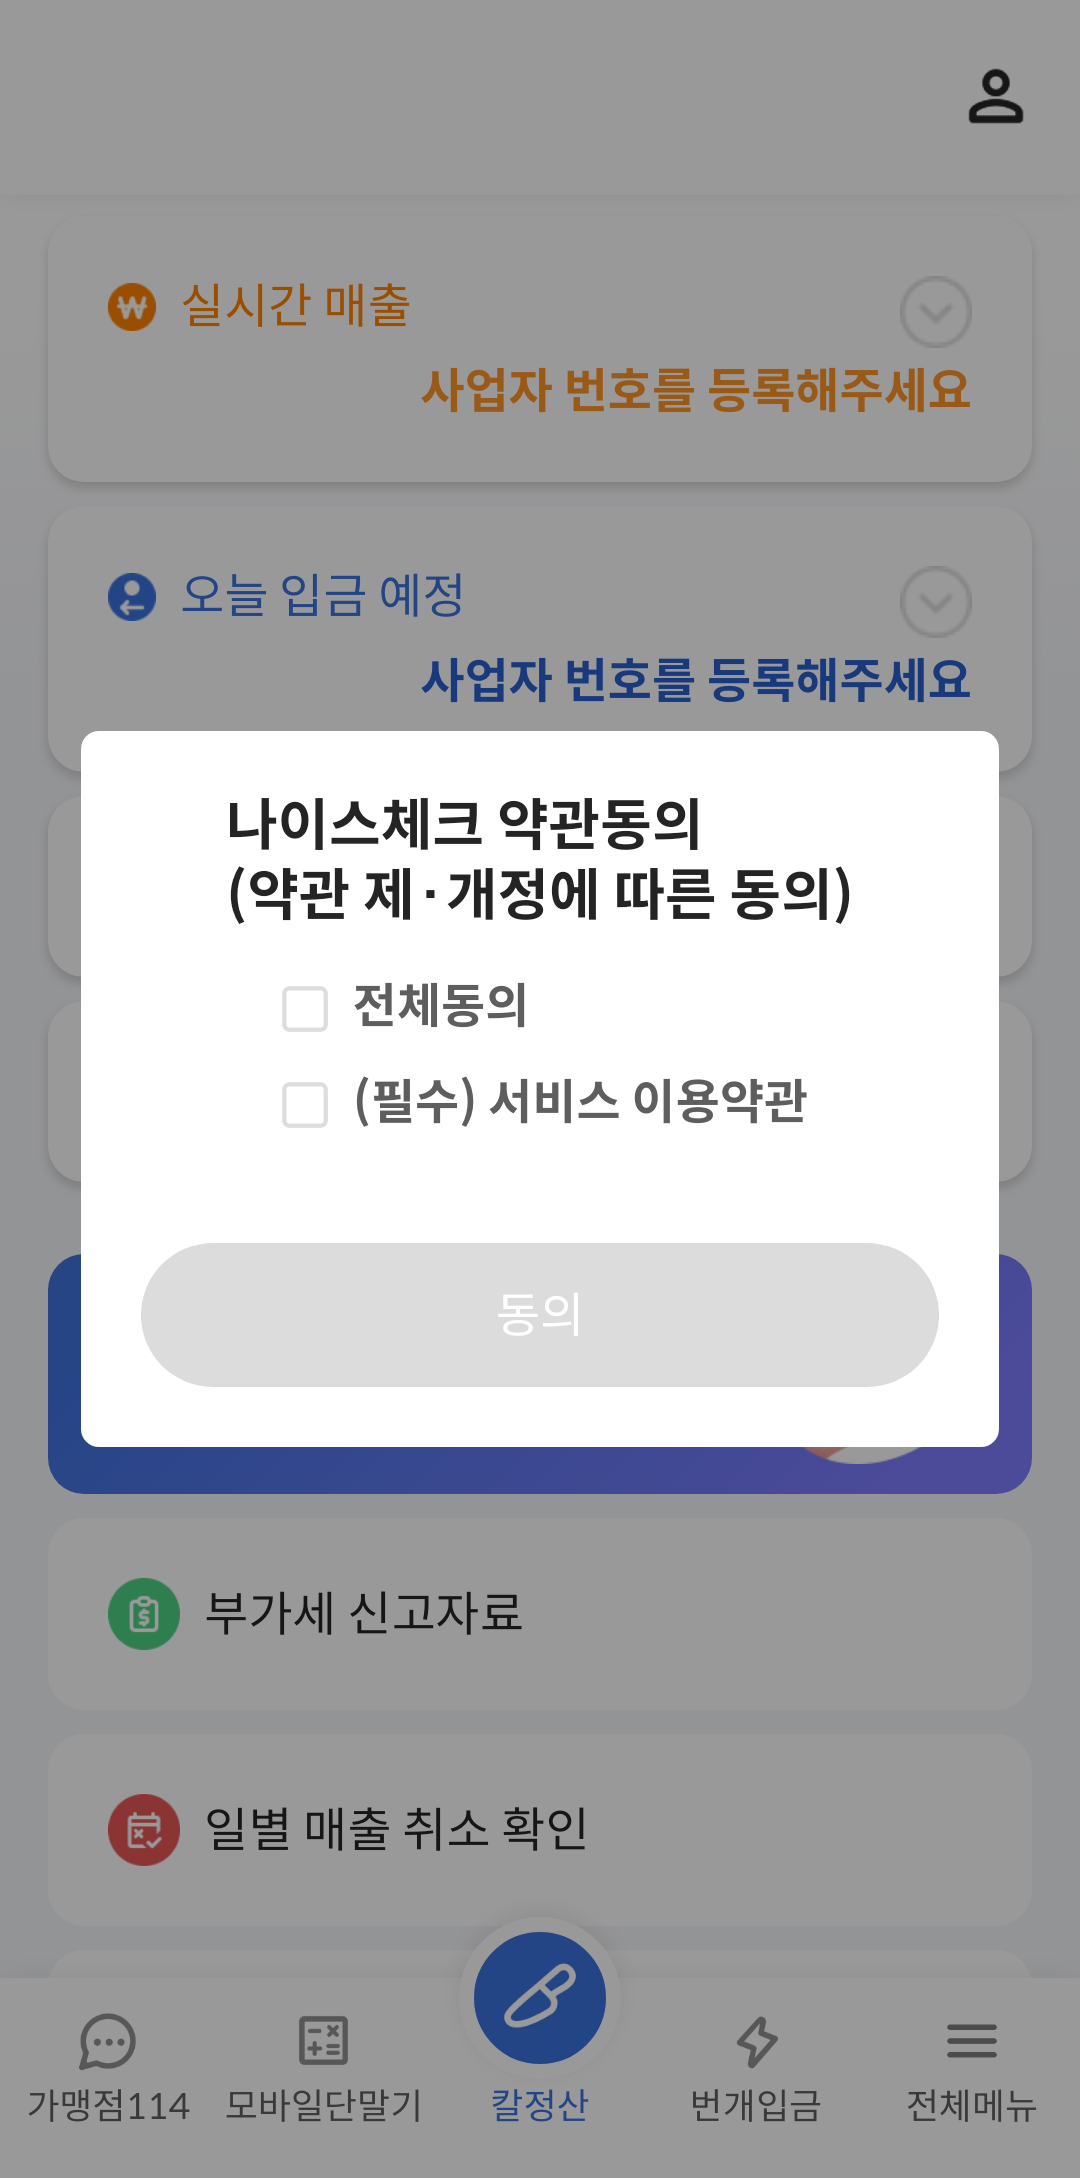 실시간 매출
사업자 번호를 등록해주세요
오늘 입금 예정
사업자 번호를 등록해주세요
나이스체크 약관동의
(약관 제·개정에 따른 동의)
전체동의
(필수) 서비스 이용약관
동의
부가세 신고자료
일별 매출 취소 확인
가맹점114
모바일단말기
칼정산
번개입금
전체메뉴